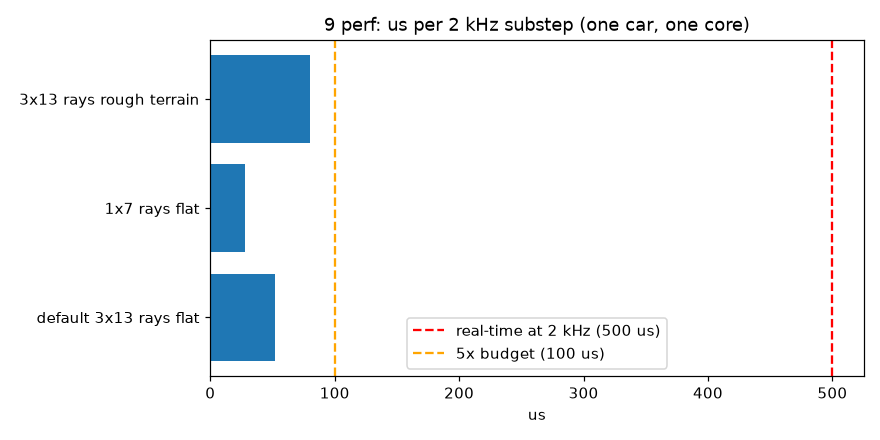 9 perf: us per 2 kHz substep (one car, one core)
3x13 rays rough terrain
1x7 rays flat
default 3x13 rays flat
real-time at 2 kHz (500 us)
5x budget (100 us)
0 100 200 300 400 500
us